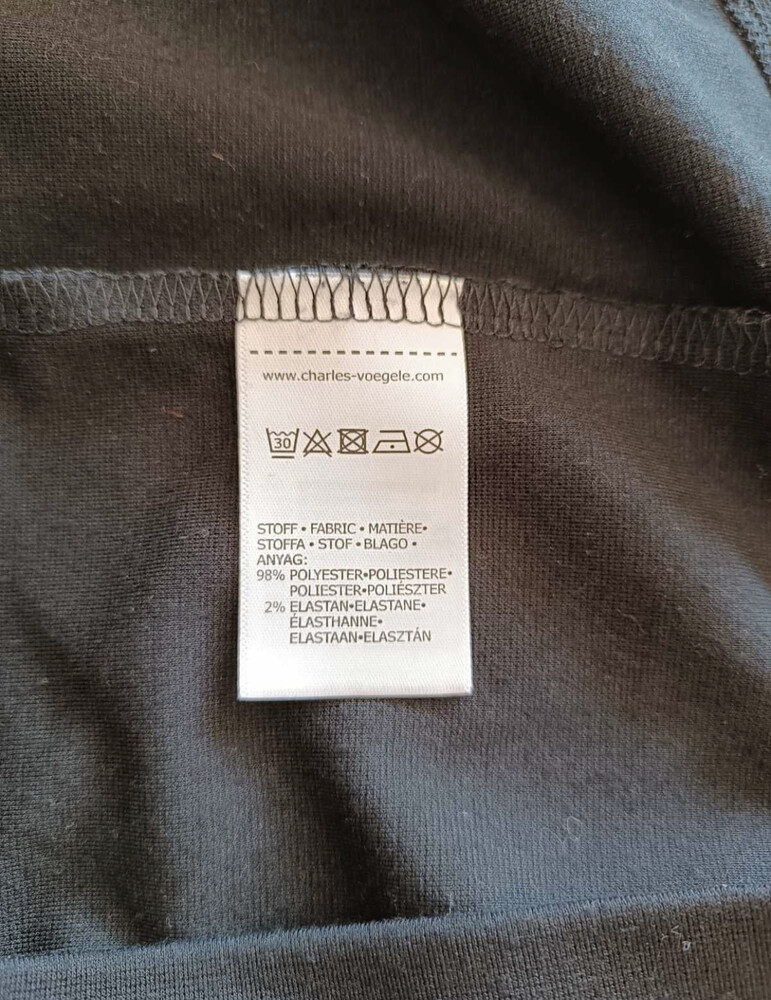 www.charles-voegele.com
30
STOFF • FABRIC • MATIÈRE•
STOFFA • STOF • BLAGO •
ANYAG:
98% POLYESTER•POLIESTERE•
POLIESTER•POLIÉSZTER
2% ELASTAN•ELASTANE•
ÉLASTHANNE•
ELASTAAN•ELASZTÁN